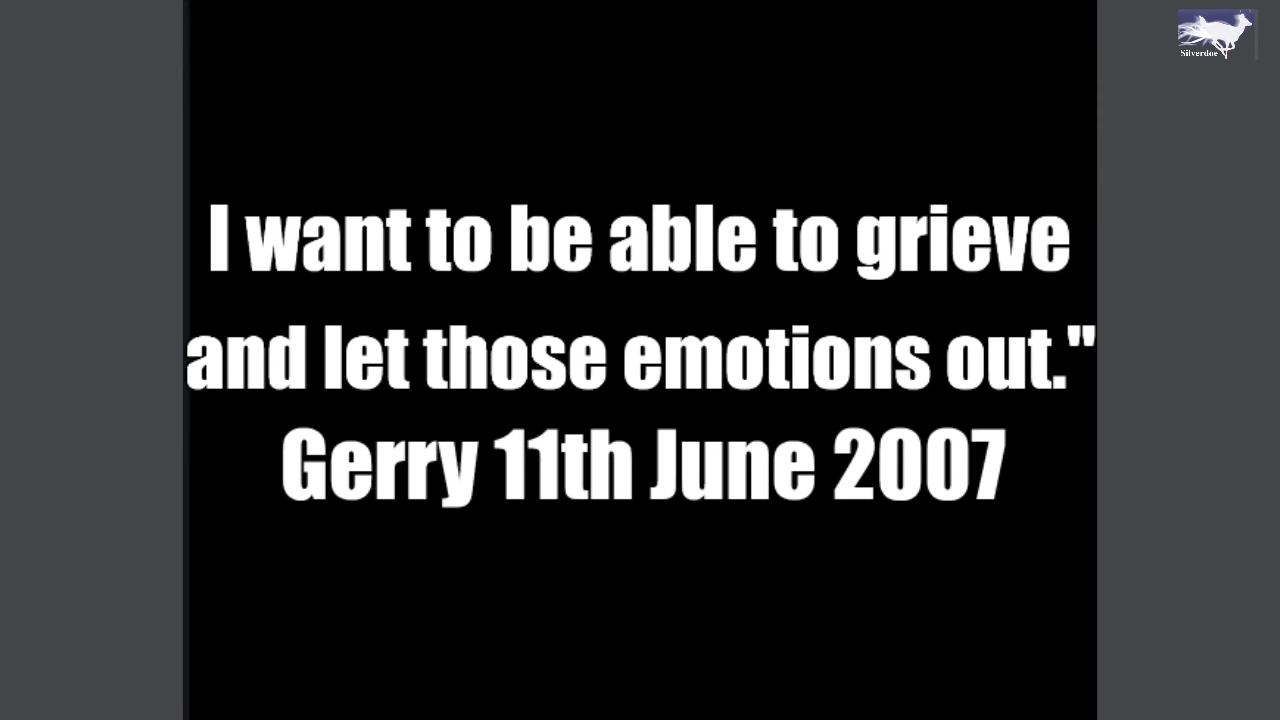 Silverdoe
I want to be able to grieve
and let those emotions out."
Gerry 11th June 2007